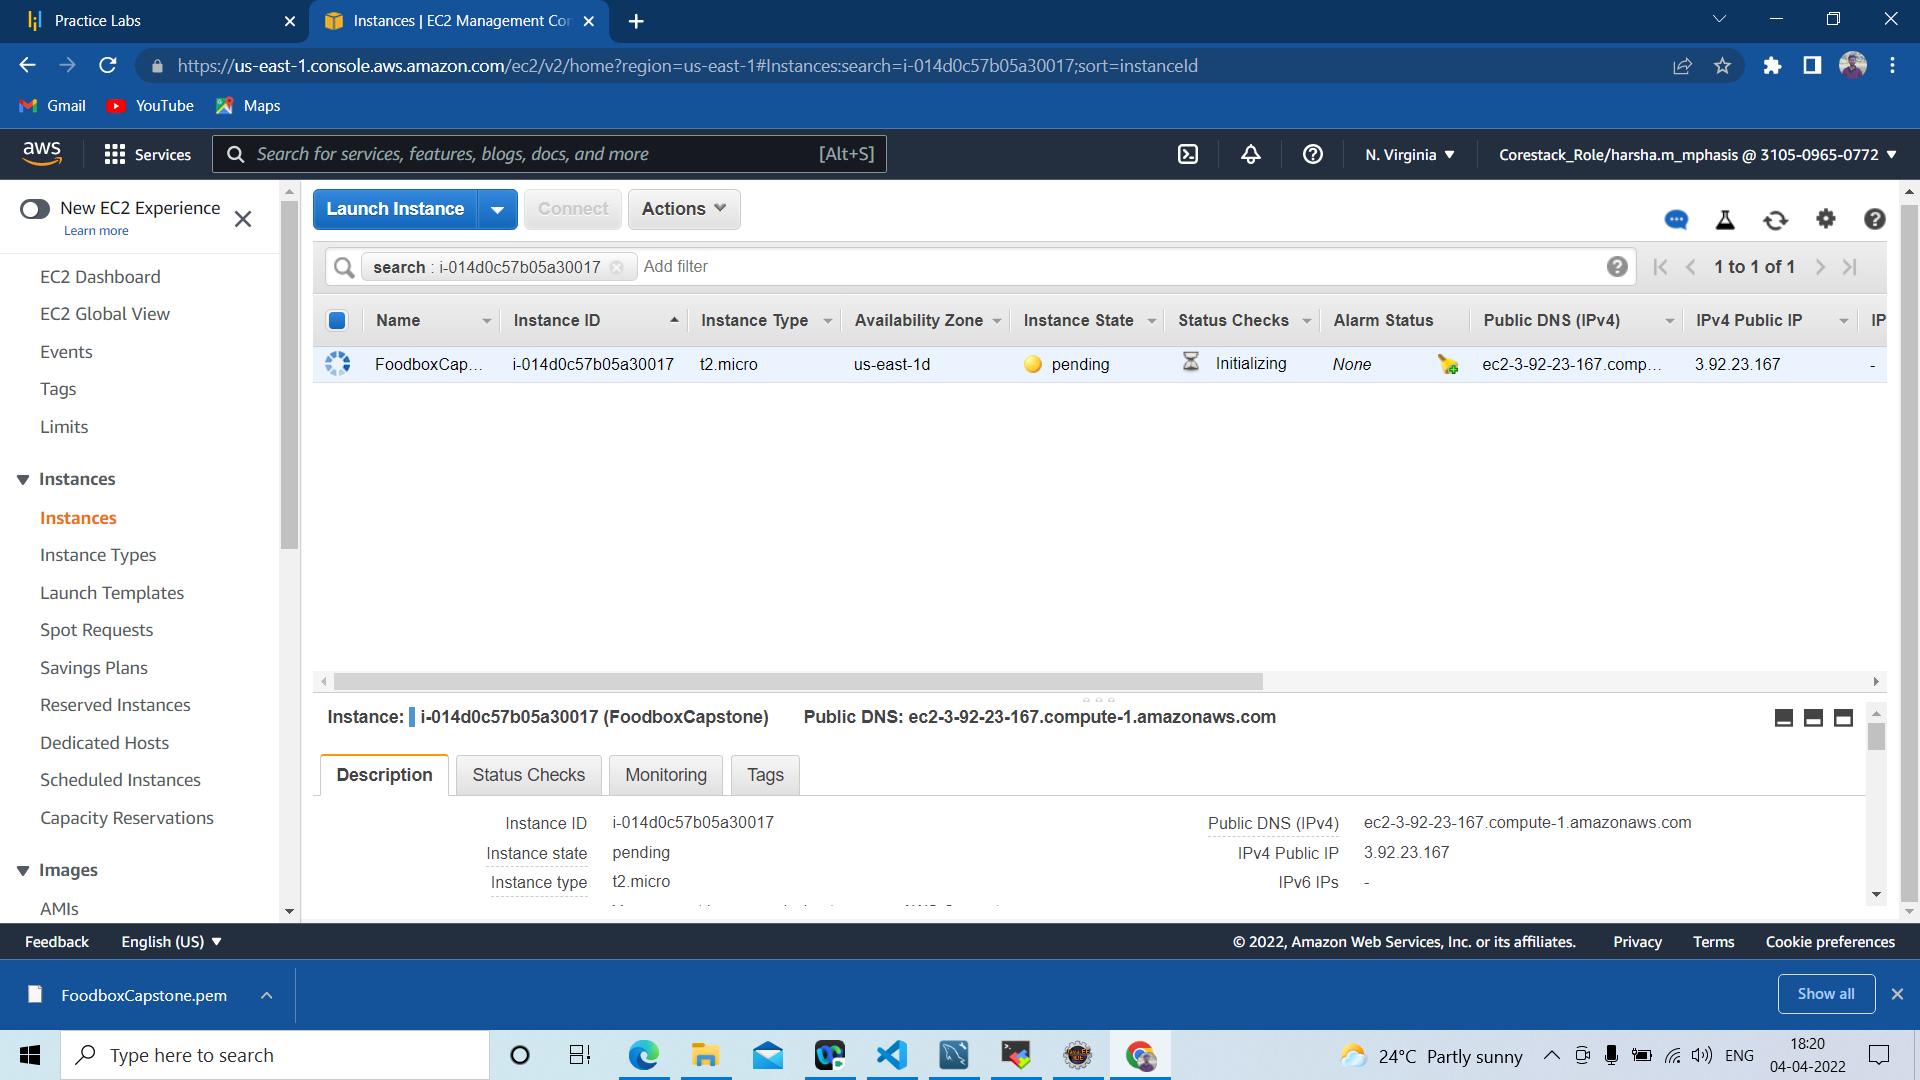 Practice Labs
Instances | EC2 Management Con
https://us-east-1.console.aws.amazon.com/ec2/v2/home?region=us-east-1#Instances:search=i-014d0c57b05a30017;sort=instanceId
Gmail YouTube Maps
aws Services Search for services, features, blogs, docs, and more [Alt+S] N. Virginia Corestack_Role/harsha.m_mphasis @ 3105-0965-0772
New EC2 Experience
Learn more
EC2 Dashboard
EC2 Global View
Events
Tags
Limits
Instances
Instances
Instance Types
Launch Templates
Spot Requests
Savings Plans
Reserved Instances
Dedicated Hosts
Scheduled Instances
Capacity Reservations
Images
AMIs
Launch Instance Connect Actions
search : i-014d0c57b05a30017 Add filter 1 to 1 of 1
Name Instance ID Instance Type Availability Zone Instance State Status Checks Alarm Status Public DNS (IPv4) IPv4 Public IP IP
FoodboxCap... i-014d0c57b05a30017 t2.micro us-east-1d pending Initializing None ec2-3-92-23-167.comp... 3.92.23.167 -
Instance: i-014d0c57b05a30017 (FoodboxCapstone) Public DNS: ec2-3-92-23-167.compute-1.amazonaws.com
Description Status Checks Monitoring Tags
Instance ID i-014d0c57b05a30017 Public DNS (IPv4) ec2-3-92-23-167.compute-1.amazonaws.com
Instance state pending IPv4 Public IP 3.92.23.167
Instance type t2.micro IPv6 IPs -
Feedback English (US) © 2022, Amazon Web Services, Inc. or its affiliates. Privacy Terms Cookie preferences
FoodboxCapstone.pem Show all
Type here to search 24°C Partly sunny ENG 18:20
04-04-2022